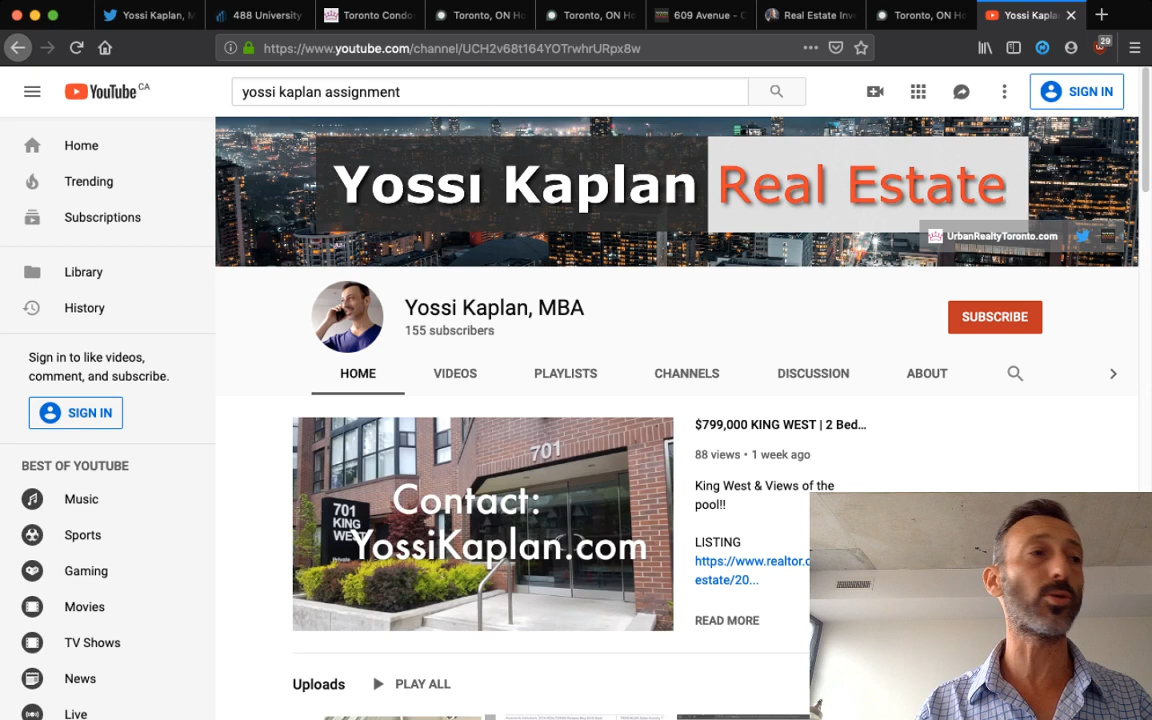 Yossi Kaplan, M
488 University
Toronto Condo
Toronto, ON Ho
Toronto, ON Ho
609 Avenue - C
Real Estate Inv
Toronto, ON Ho
Yossi Kapla
https://www.youtube.com/channel/UCH2v68t164YOTrwhrURpx8w
29
YouTube CA
yossi kaplan assignment
SIGN IN
Home
Trending
Subscriptions
Library
History
Sign in to like videos,
comment, and subscribe.
SIGN IN
BEST OF YOUTUBE
Music
Sports
Gaming
Movies
TV Shows
News
Live
Yossi Kaplan Real Estate
UrbanRealtyToronto.com
Yossi Kaplan, MBA
155 subscribers
SUBSCRIBE
HOME
VIDEOS
PLAYLISTS
CHANNELS
DISCUSSION
ABOUT
701
701
KING
WEST
Contact:
YossiKaplan.com
$799,000 KING WEST | 2 Bed...
88 views • 1 week ago
King West & Views of the
pool!!
LISTING
https://www.realtor.c
estate/20...
READ MORE
Uploads
PLAY ALL